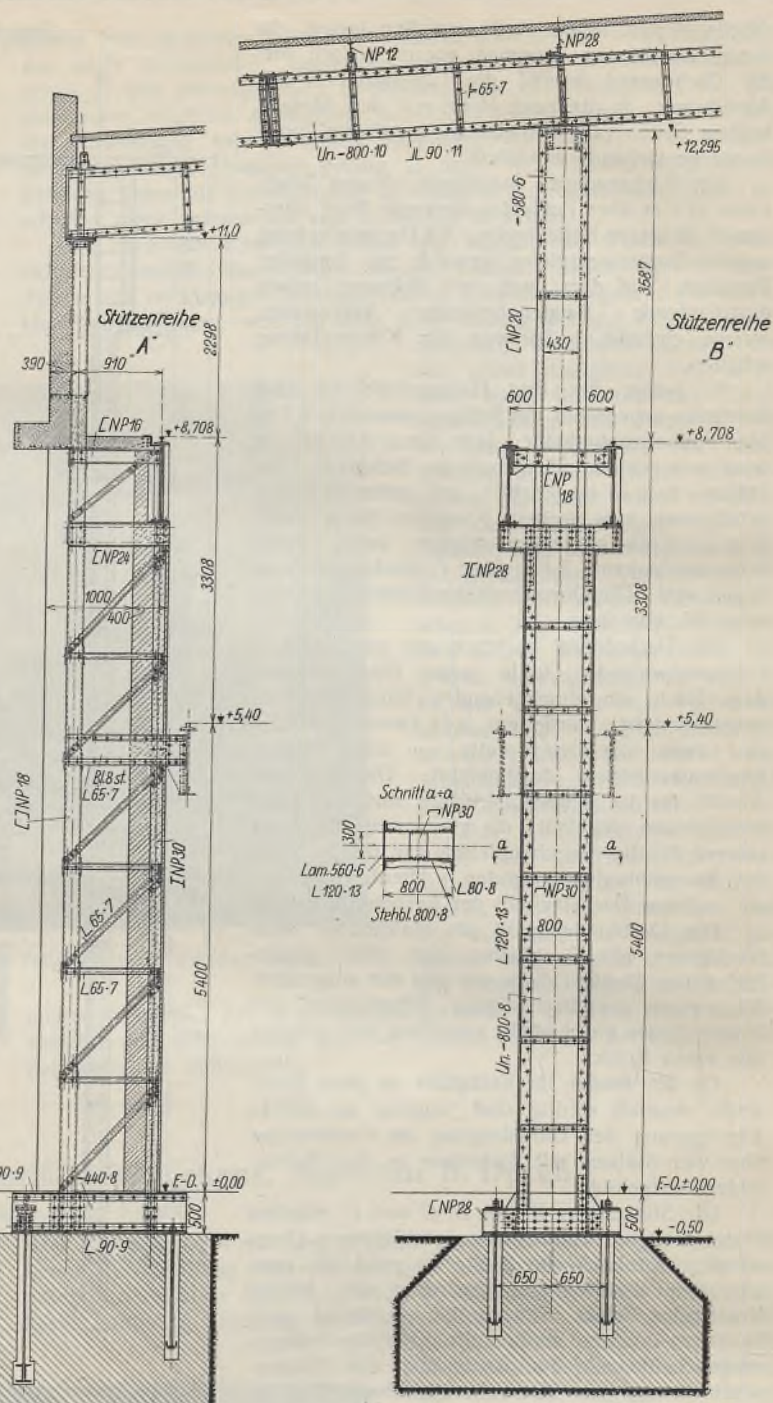 NP12
NP28
⊦65·7
Un.-800·10
⅃L90·11
+12,295
-580·6
+11,0
Stützenreihe
„A"
2298
390
910
[NP16
+8,708
[NP24
3308
1000
400
+5,40
Bl.8 st.
L65·7
[]NP18
INP30
L65·7
L65·7
5400
90·9
-440·8
F.-O. ±0,00
500
L90·9
3587
[NP20
430
Stützenreihe
„B"
600
600
+8,708
[NP
18
][NP28
3308
+5,40
Schnitt a÷a
NP30
300
Lam.560·6
L120·13
800
L80·8
Stehbl.800·8
a
a
NP30
L120·13
800
5400
Un.-800·8
F.-O.±0,00
[NP28
500
-0,50
650
650